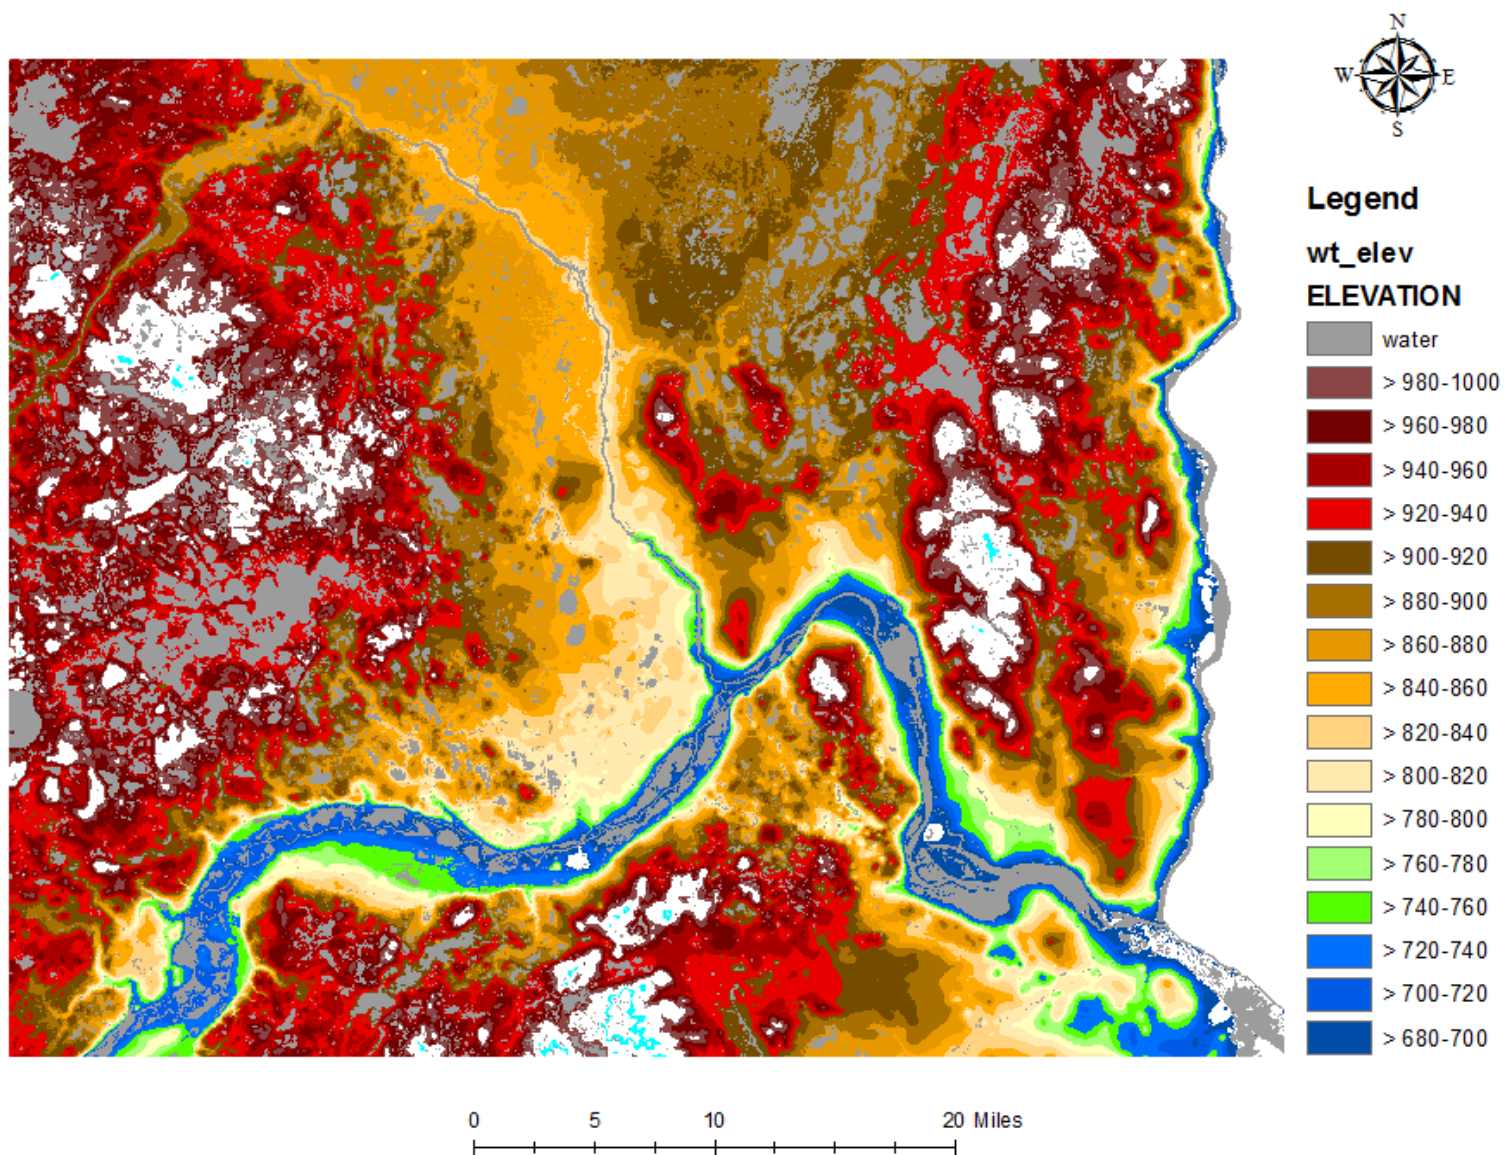 N
W E
S
Legend
wt_elev
ELEVATION
water
> 980-1000
> 960-980
> 940-960
> 920-940
> 900-920
> 880-900
> 860-880
> 840-860
> 820-840
> 800-820
> 780-800
> 760-780
> 740-760
> 720-740
> 700-720
> 680-700
0 5 10 20 Miles